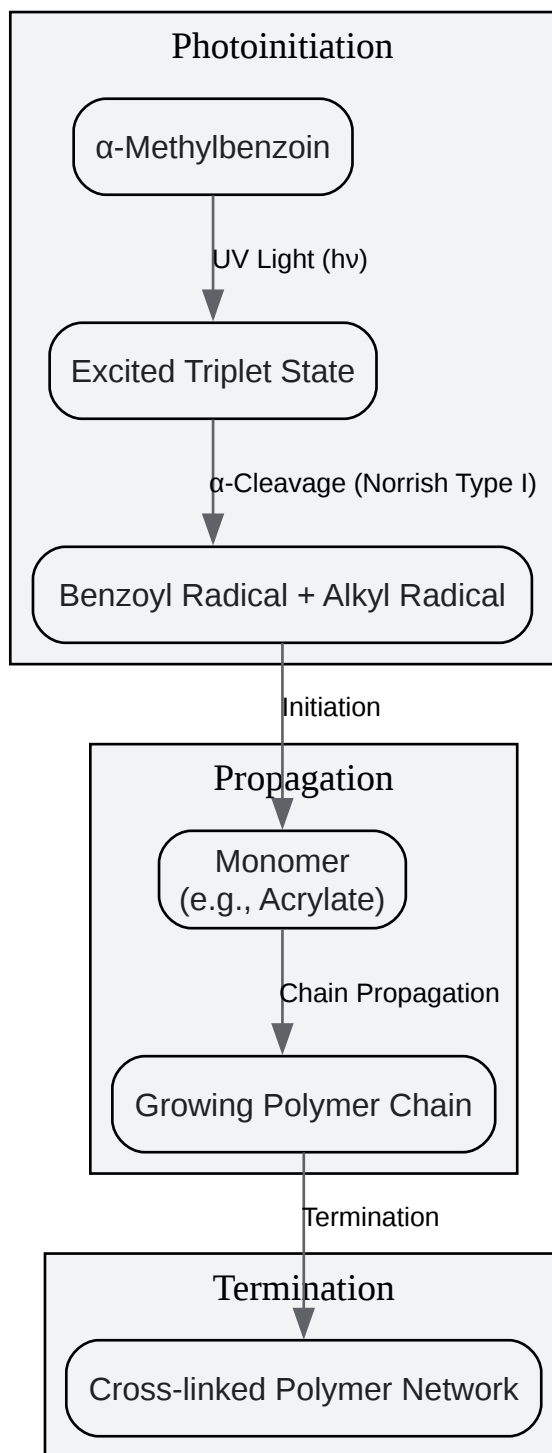 Photoinitiation
α-Methylbenzoin
UV Light (hν)
Excited Triplet State
α-Cleavage (Norrish Type I)
Benzoyl Radical + Alkyl Radical
Initiation
Propagation
Monomer
(e.g., Acrylate)
Chain Propagation
Growing Polymer Chain
Termination
Termination
Cross-linked Polymer Network